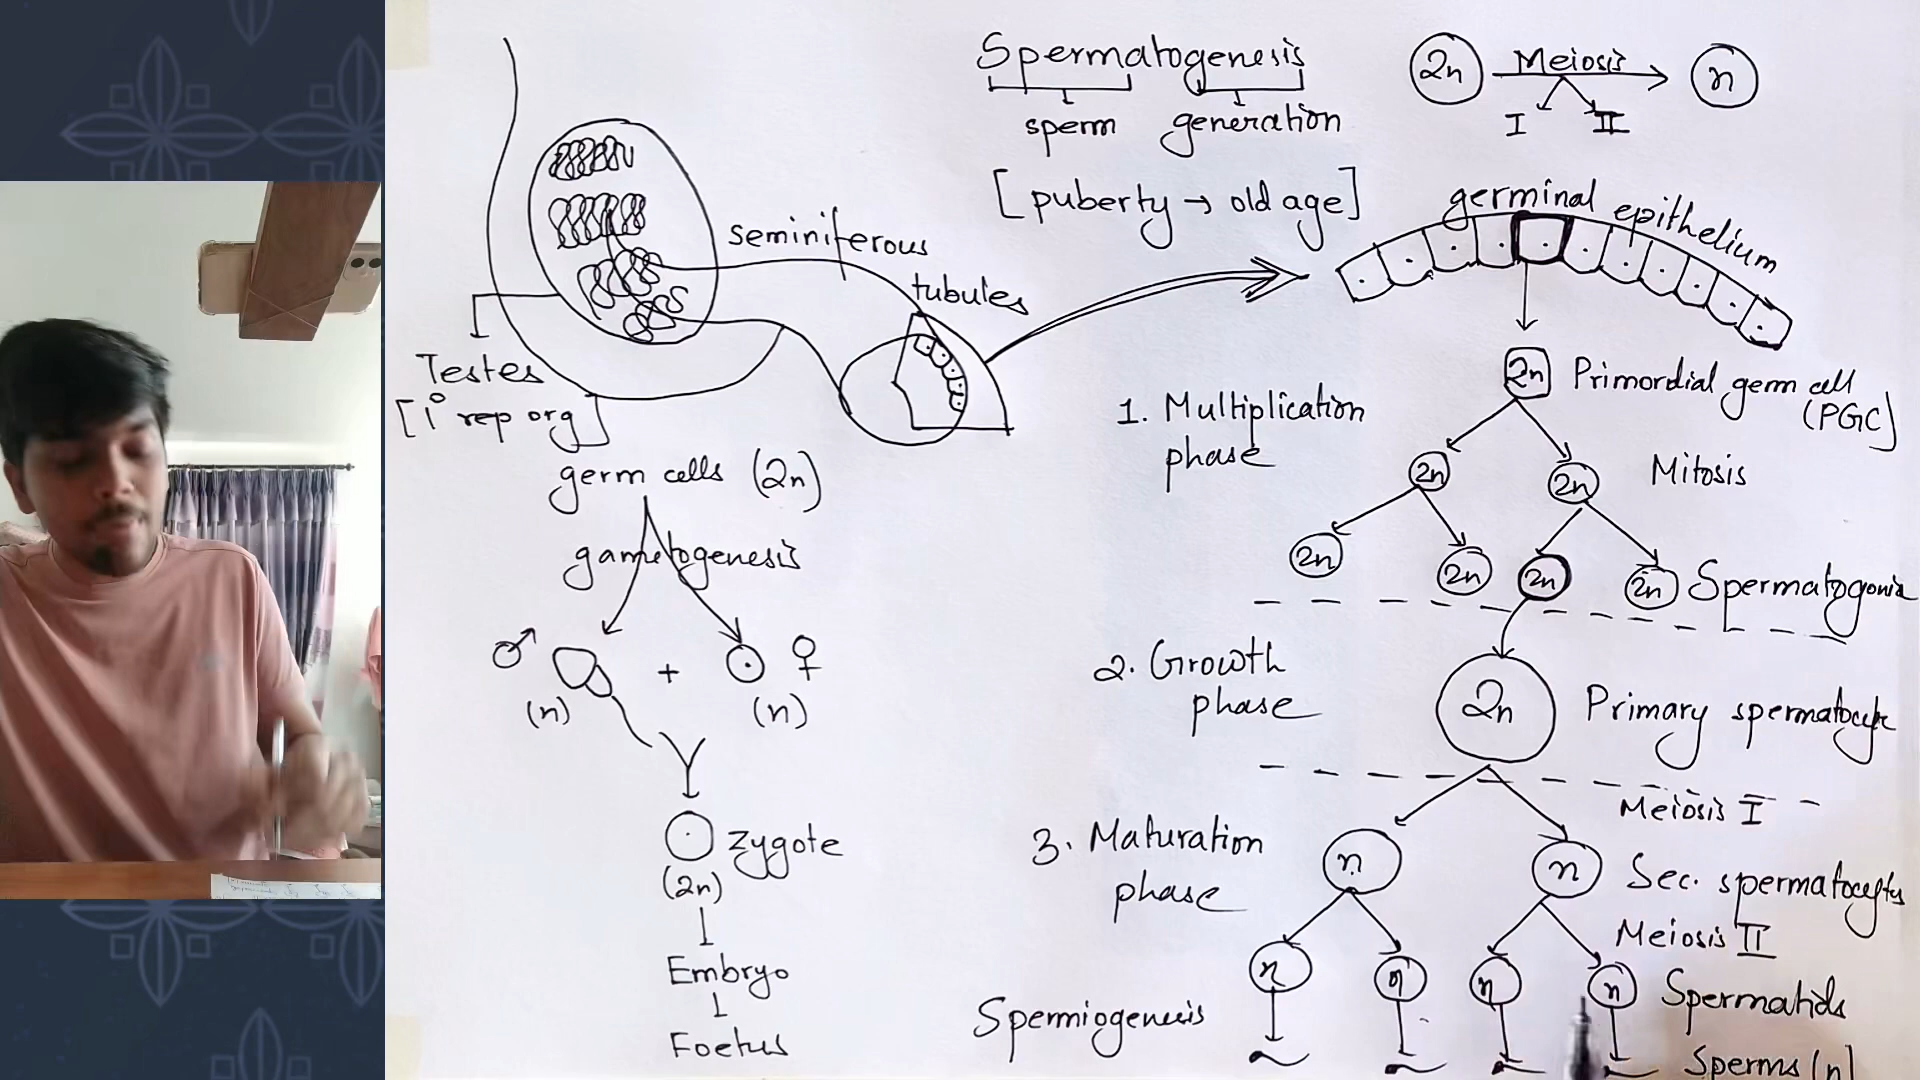 Spermatogenesis
sperm generation
[puberty → old age]
2n Meiosis n
I II
seminiferous
tubules
Testes
[1° rep org]
germ cells (2n)
gametogenesis
♂ + ♀
(n) (n)
zygote
(2n)
Embryo
Foetus
germinal epithelium
2n Primordial germ cell
(PGC]
1. Multiplication
phase
2n 2n Mitosis
2n 2n 2n 2n Spermatogonia
2. Growth
phase
2n Primary spermatocyte
Meiosis I
3. Maturation
phase
n n Sec. spermatocytes
Meiosis II
n n n n Spermatids
Spermiogenesis
Sperms (n)